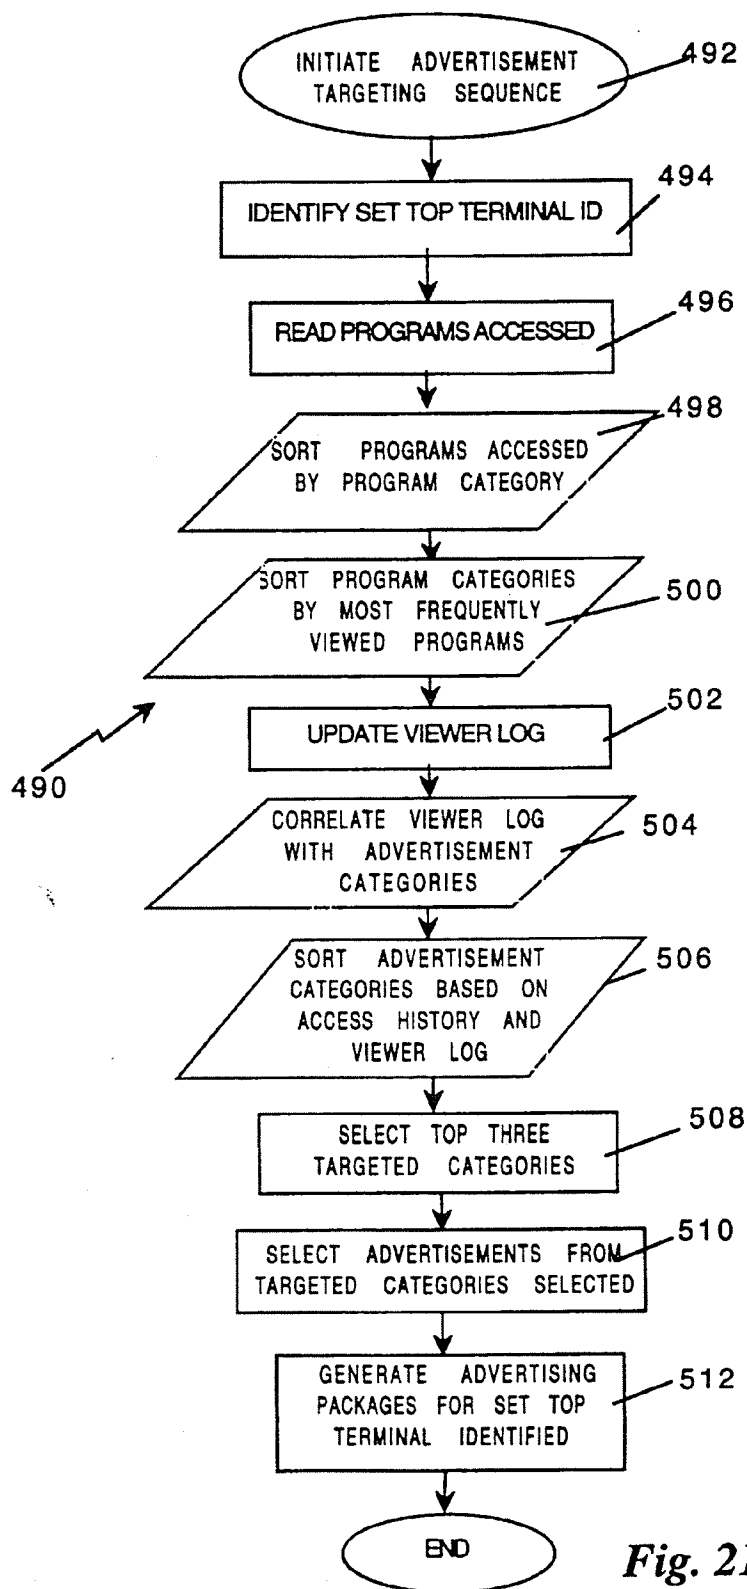 INITIATE ADVERTISEMENT
TARGETING SEQUENCE
492
IDENTIFY SET TOP TERMINAL ID
494
READ PROGRAMS ACCESSED
496
SORT PROGRAMS ACCESSED
BY PROGRAM CATEGORY
498
SORT PROGRAM CATEGORIES
BY MOST FREQUENTLY
VIEWED PROGRAMS
500
UPDATE VIEWER LOG
502
490
CORRELATE VIEWER LOG
WITH ADVERTISEMENT
CATEGORIES
504
SORT ADVERTISEMENT
CATEGORIES BASED ON
ACCESS HISTORY AND
VIEWER LOG
506
SELECT TOP THREE
TARGETED CATEGORIES
508
SELECT ADVERTISEMENTS FROM
TARGETED CATEGORIES SELECTED
510
GENERATE ADVERTISING
PACKAGES FOR SET TOP
TERMINAL IDENTIFIED
512
END
Fig. 21